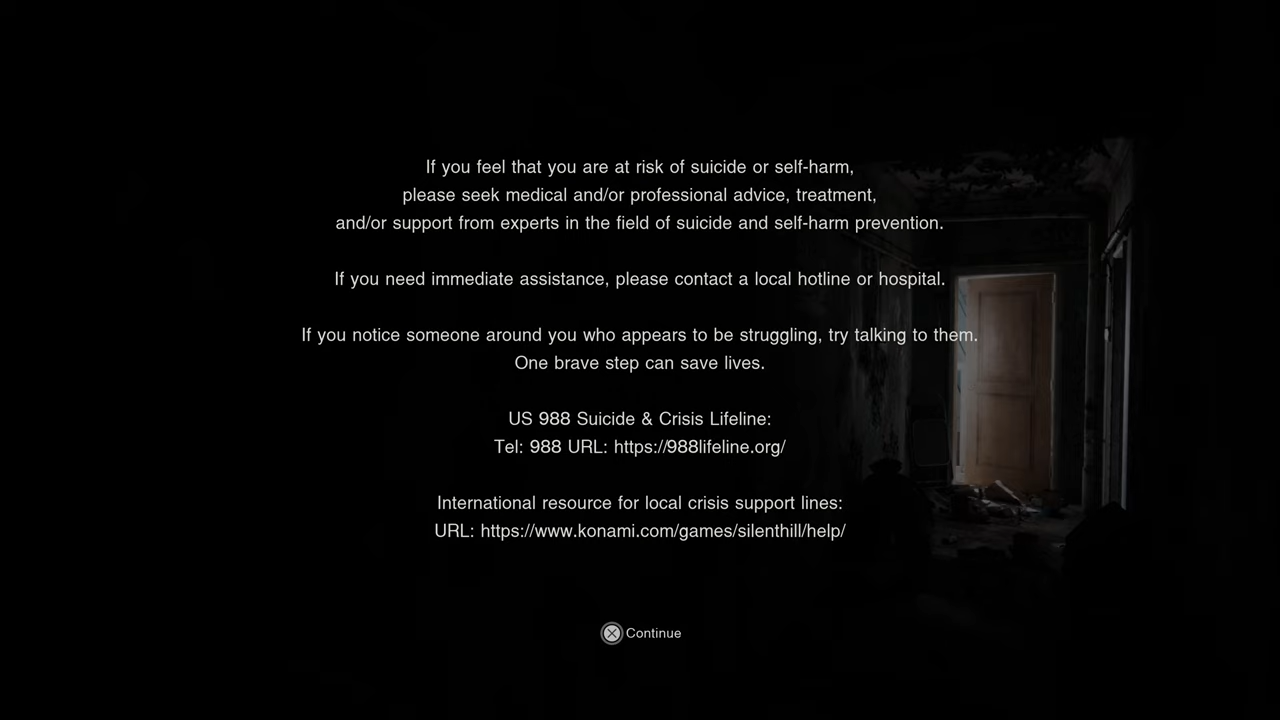 If you feel that you are at risk of suicide or self-harm,
please seek medical and/or professional advice, treatment,
and/or support from experts in the field of suicide and self-harm prevention.
If you need immediate assistance, please contact a local hotline or hospital.
If you notice someone around you who appears to be struggling, try talking to them.
One brave step can save lives.
US 988 Suicide & Crisis Lifeline:
Tel: 988 URL: https://988lifeline.org/
International resource for local crisis support lines:
URL: https://www.konami.com/games/silenthill/help/
Continue